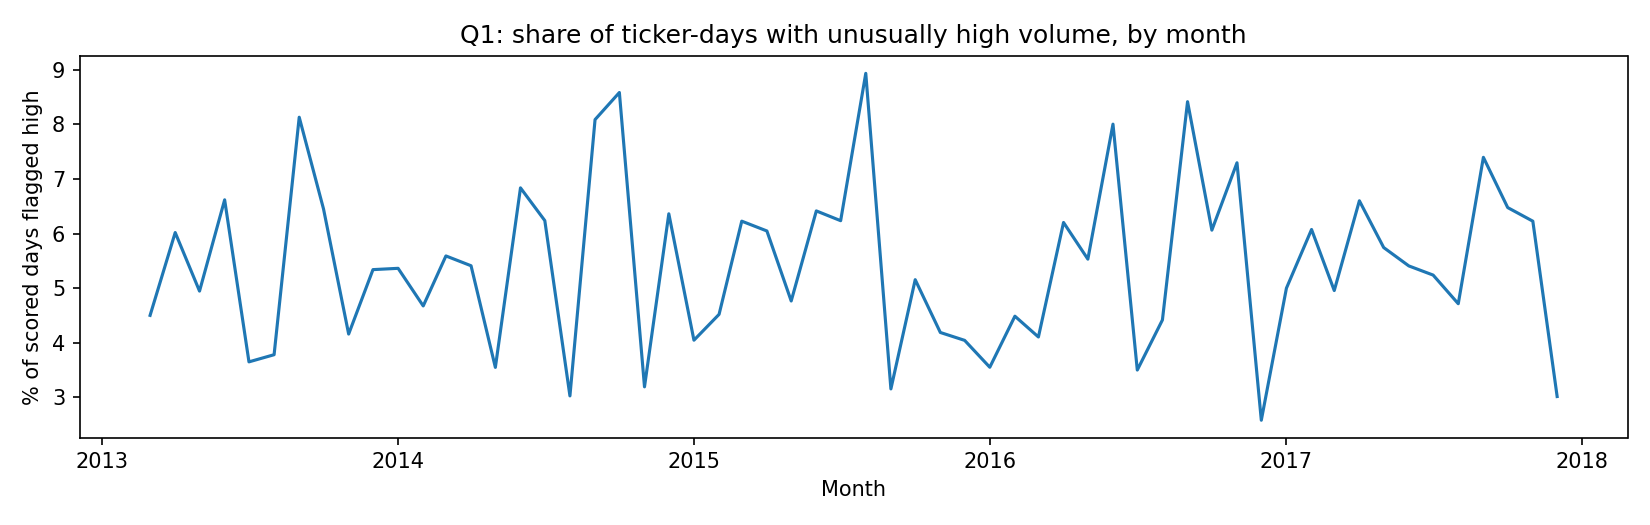 Q1: share of ticker-days with unusually high volume, by month
% of scored days flagged high
9
8
7
6
5
4
3
2013 2014 2015 2016 2017 2018
Month